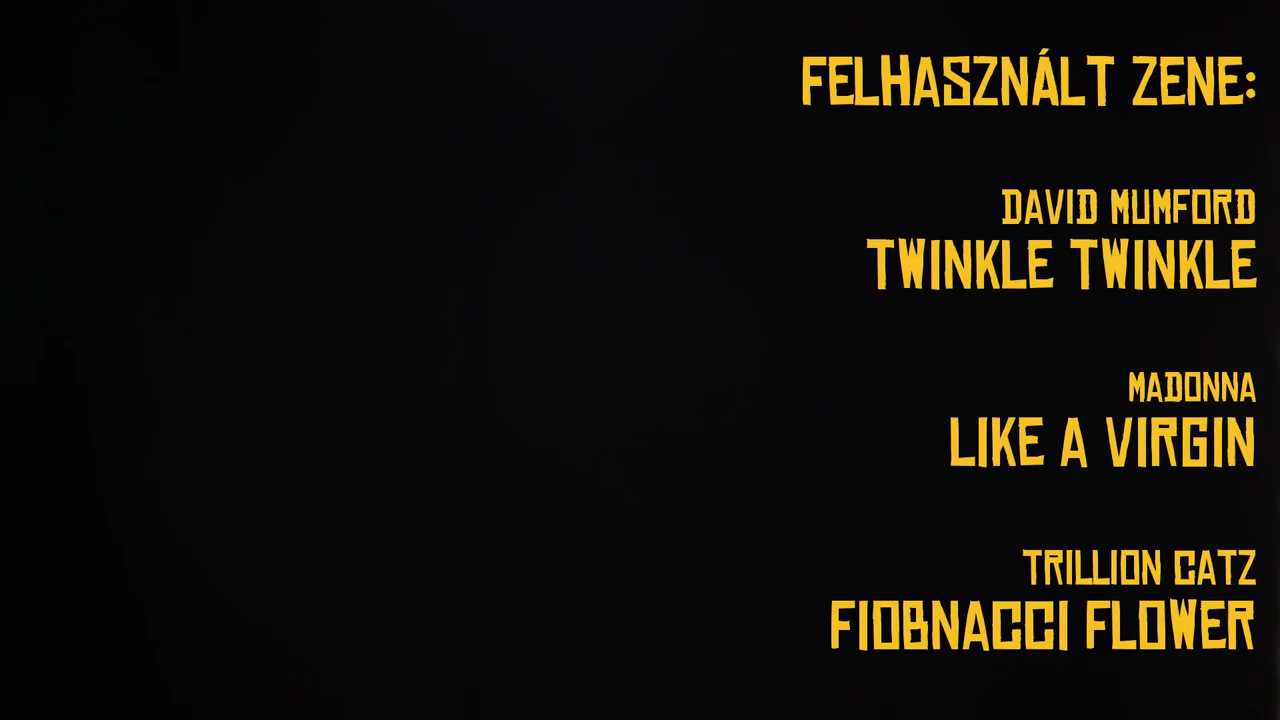 FELHASZNÁLT ZENE:
DAVID MUMFORD
TWINKLE TWINKLE
MADONNA
LIKE A VIRGIN
TRILLION CATZ
FIOBNACCI FLOWER